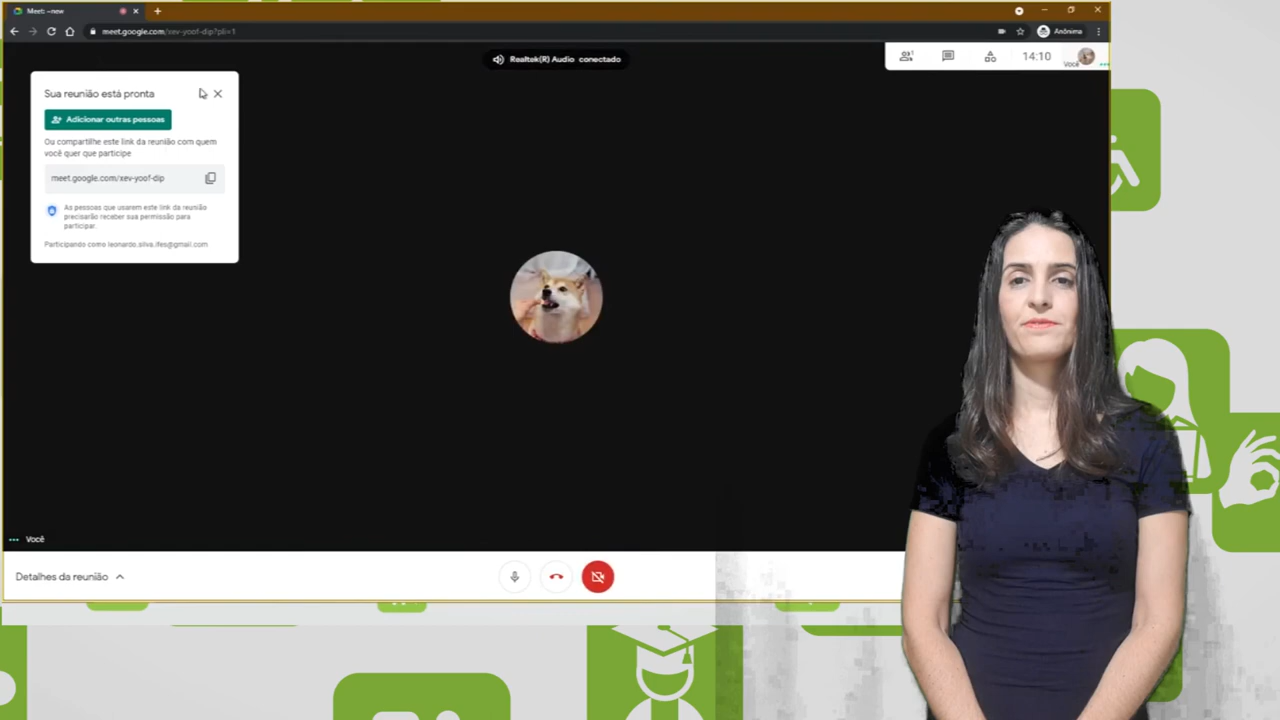 Meet: –new
meet.google.com/xev-yoof-dip?pli=1
Anônima
Realtek(R) Audio conectado
14:10
Você
Sua reunião está pronta
Adicionar outras pessoas
Ou compartilhe este link da reunião com quem
você quer que participe
meet.google.com/xev-yoof-dip
As pessoas que usarem este link da reunião
precisarão receber sua permissão para
participar.
Participando como leonardo.silva.ifes@gmail.com
Você
Detalhes da reunião